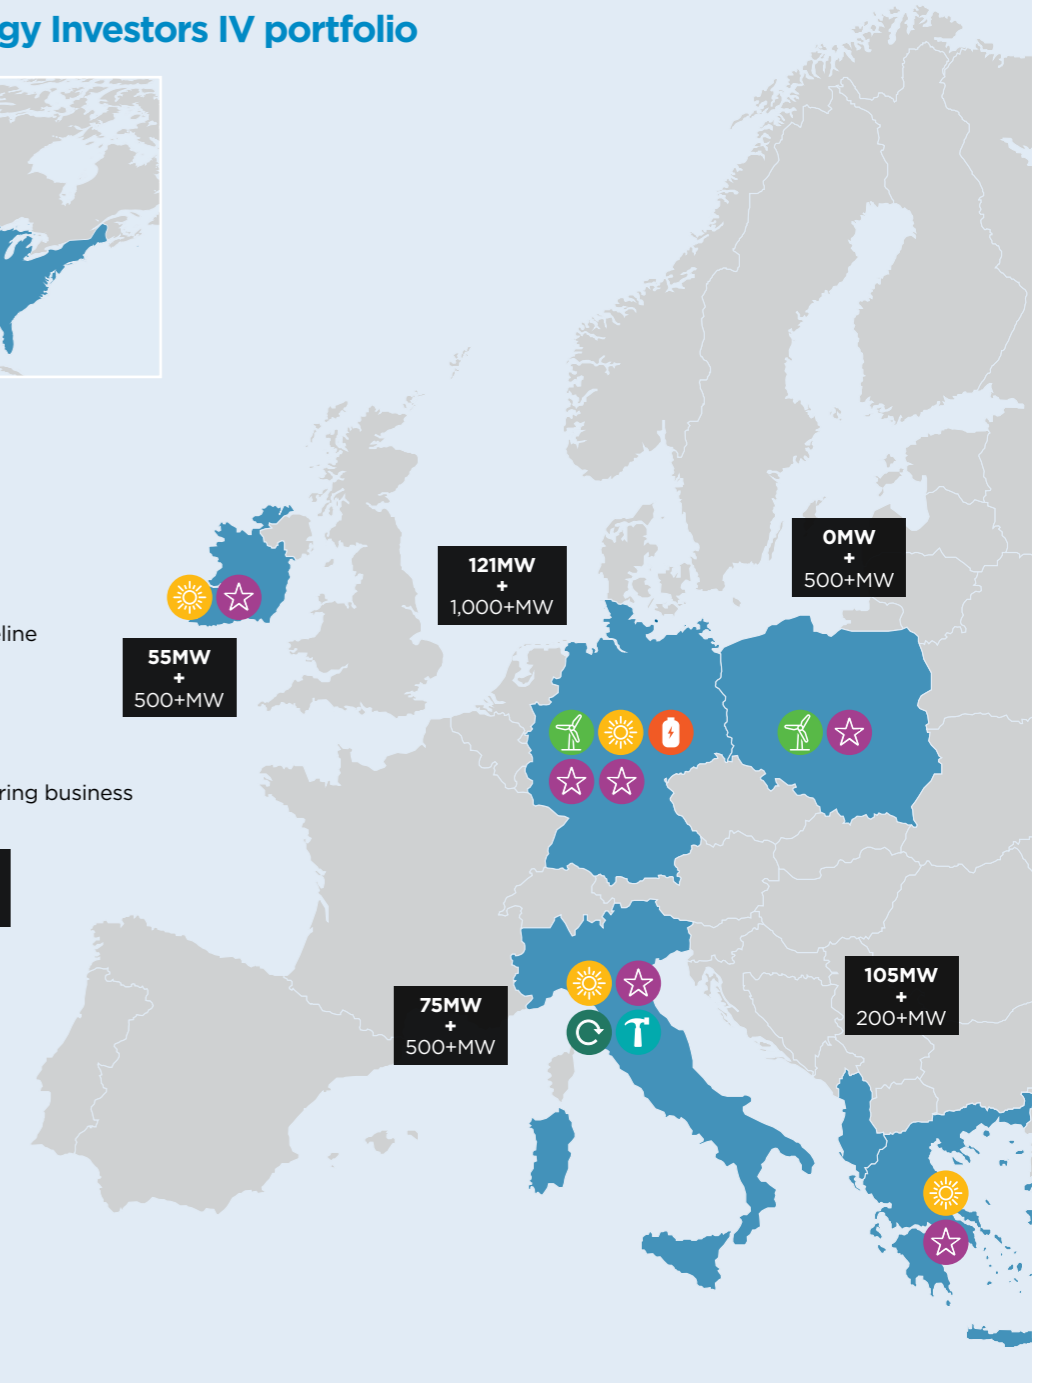 gy Investors IV portfolio
121MW
+
1,000+MW
0MW
+
500+MW
eline
55MW
+
500+MW
ring business
75MW
+
500+MW
105MW
+
200+MW